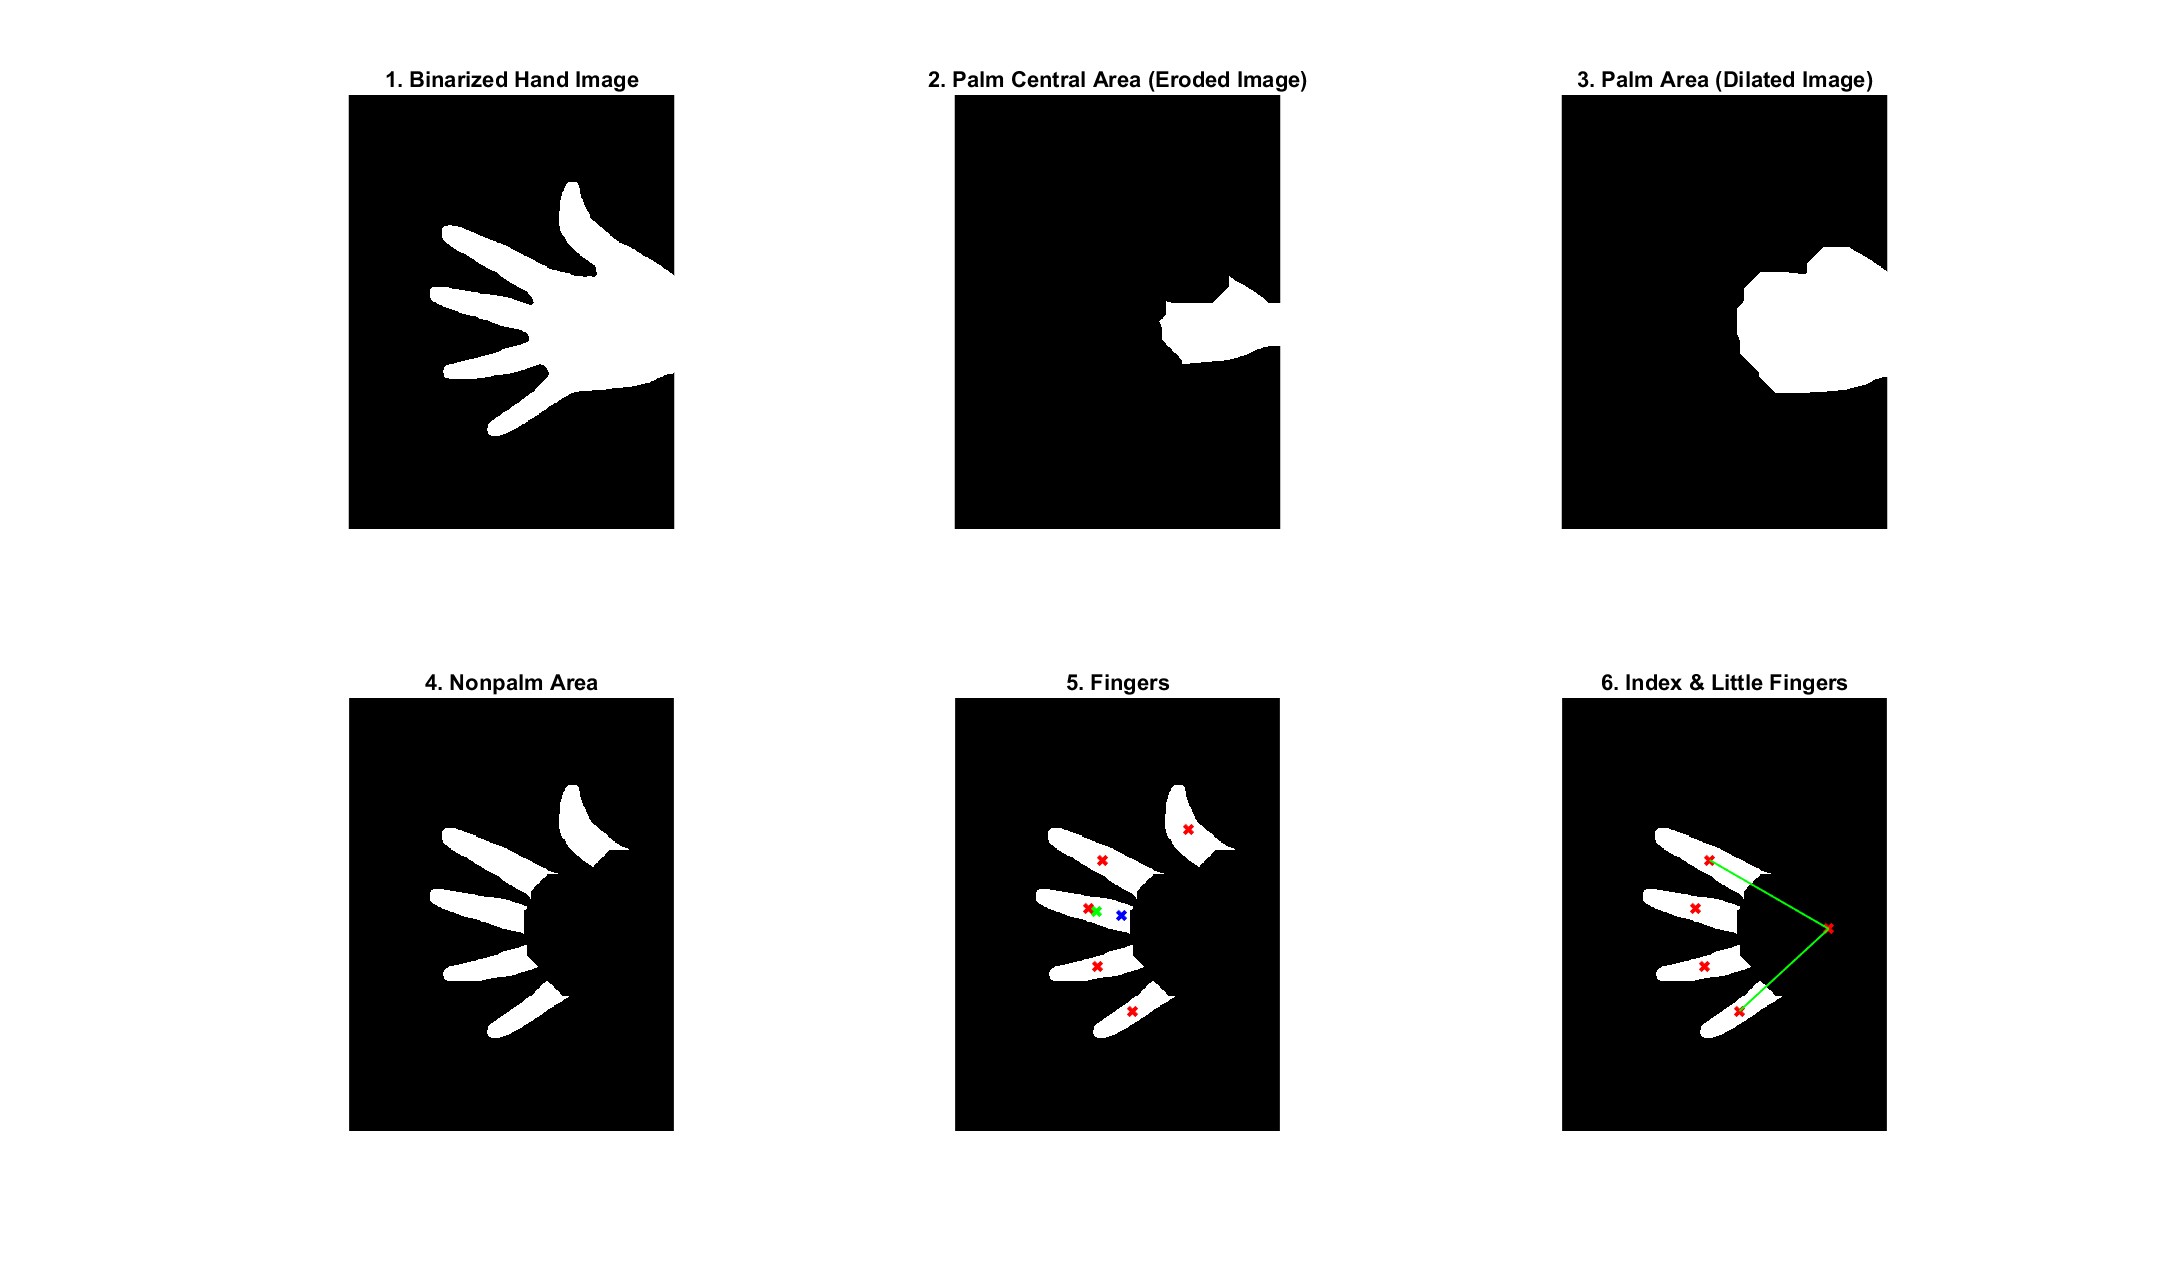 1. Binarized Hand Image
2. Palm Central Area (Eroded Image)
3. Palm Area (Dilated Image)
4. Nonpalm Area
5. Fingers
6. Index & Little Fingers